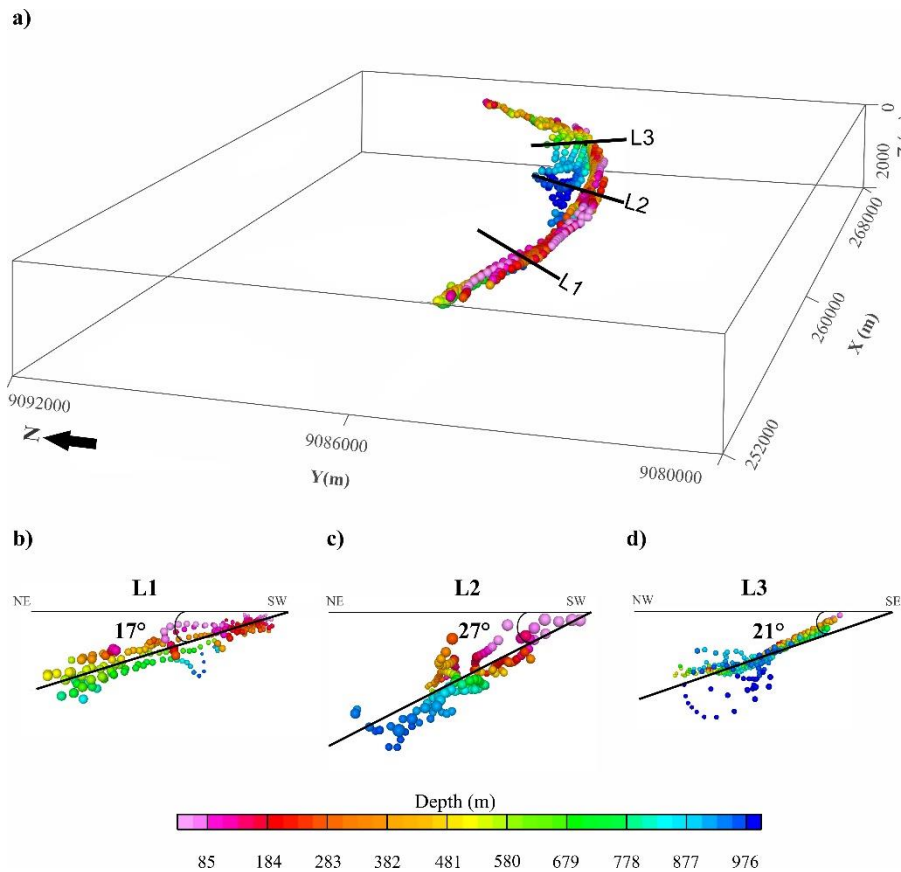 a)
0
2000
L3
L2
268000
L1
260000
X (m)
9092000
252000
9086000
N
9080000
Y(m)
b)
c)
d)
L1
L2
L3
NE
SW
NE
SW
NW
SE
17°
27°
21°
Depth (m)
85 184 283 382 481 580 679 778 877 976